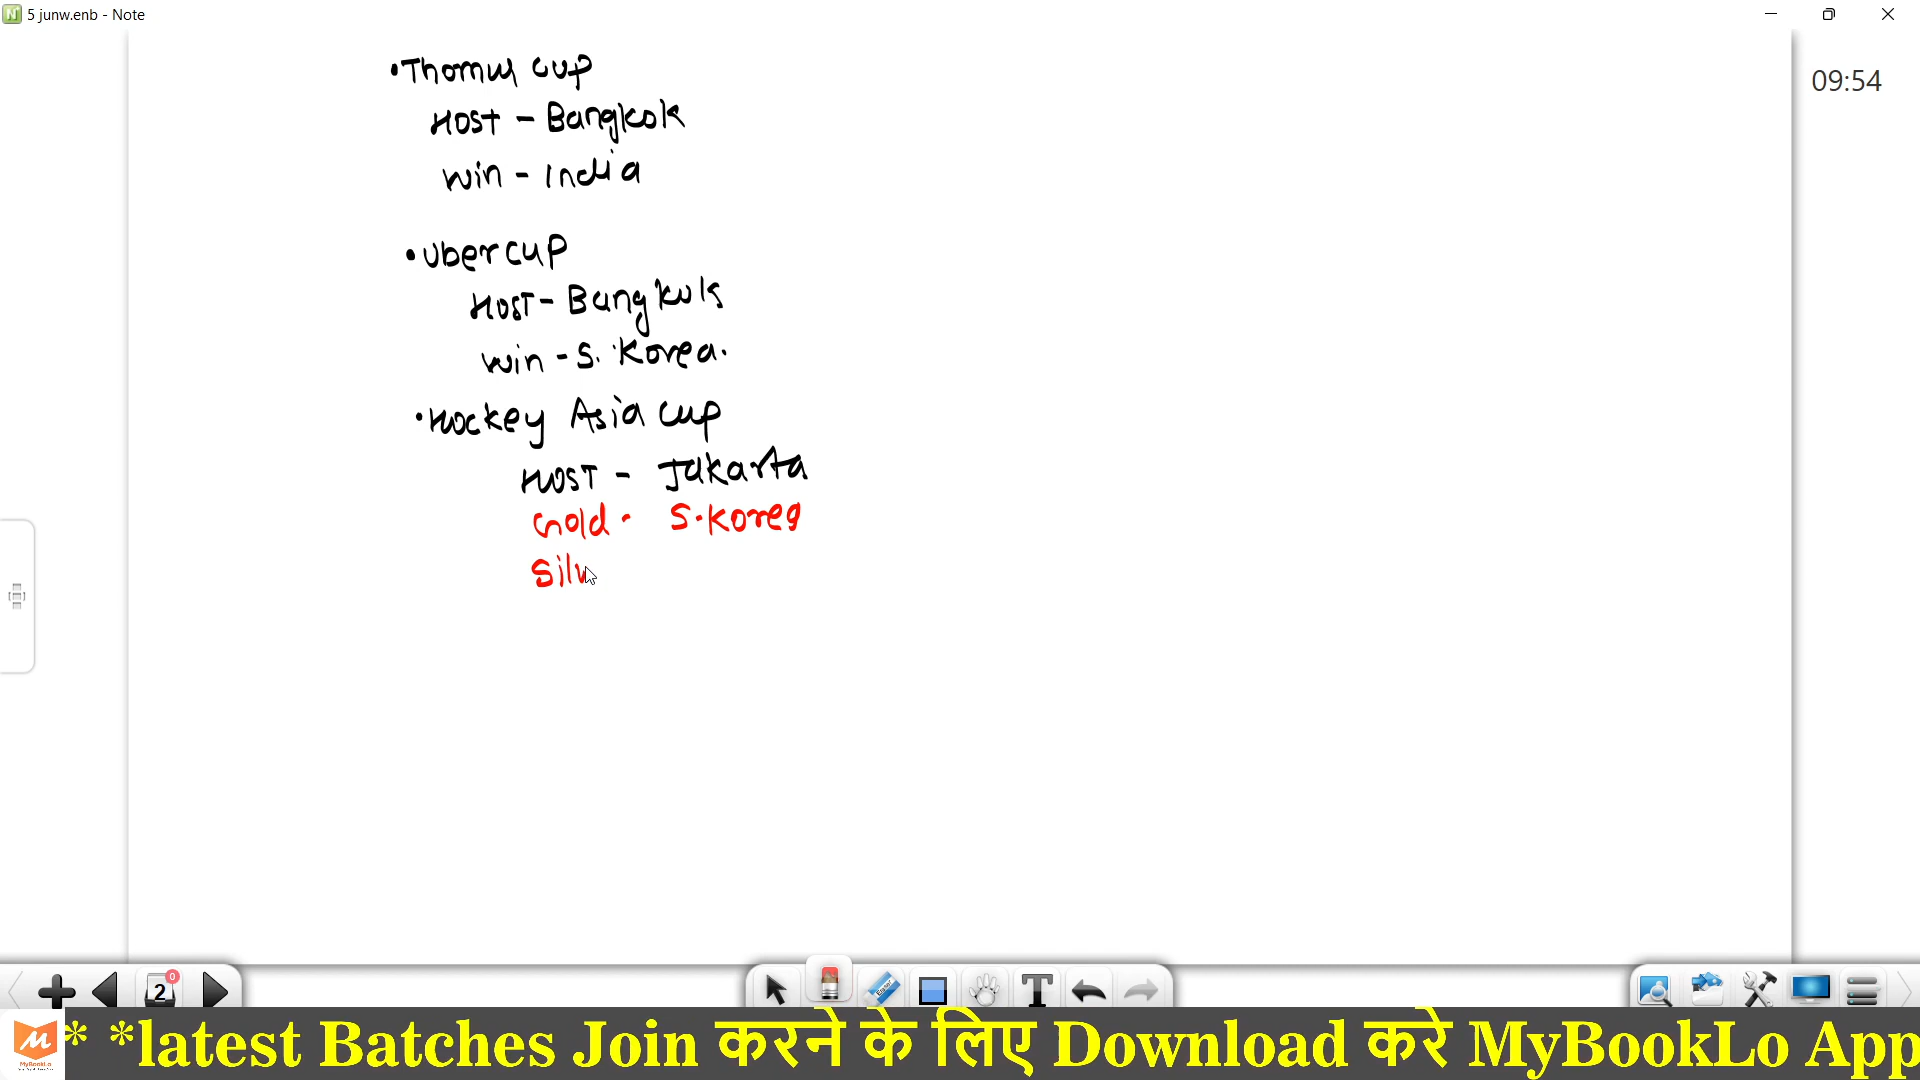 5 junw.enb - Note
09:54
•Thomus cup
Host - Bangkok
win - India
•Uber cup
Host - Bangkok
win - S. Korea.
•Hockey Asia cup
Host - Jakarta
Gold - S. Korea
Silv
0
2
T
MyBookLo
* *latest Batches Join करने के लिए Download करे MyBookLo App